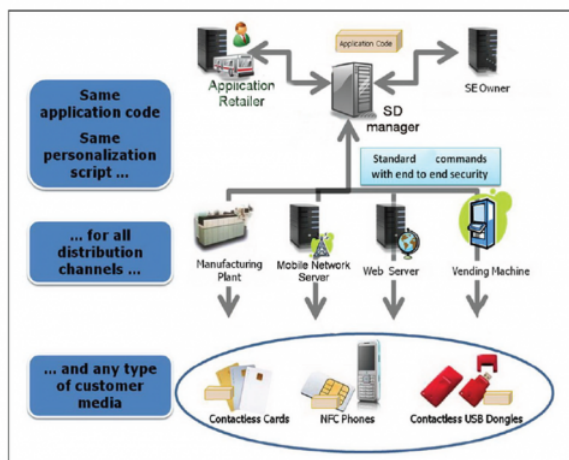 Application Code
Application
Retailer
SE Owner
SD
manager
Same
application code
Same
personalization
script ...
Standard commands
with end to end security
... for all
distribution
channels ...
Manufacturing
Plant
Mobile Network
Server
Web Server
Vending Machine
... and any type
of customer
media
Contactless Cards
NFC Phones
Contactless USB Dongles